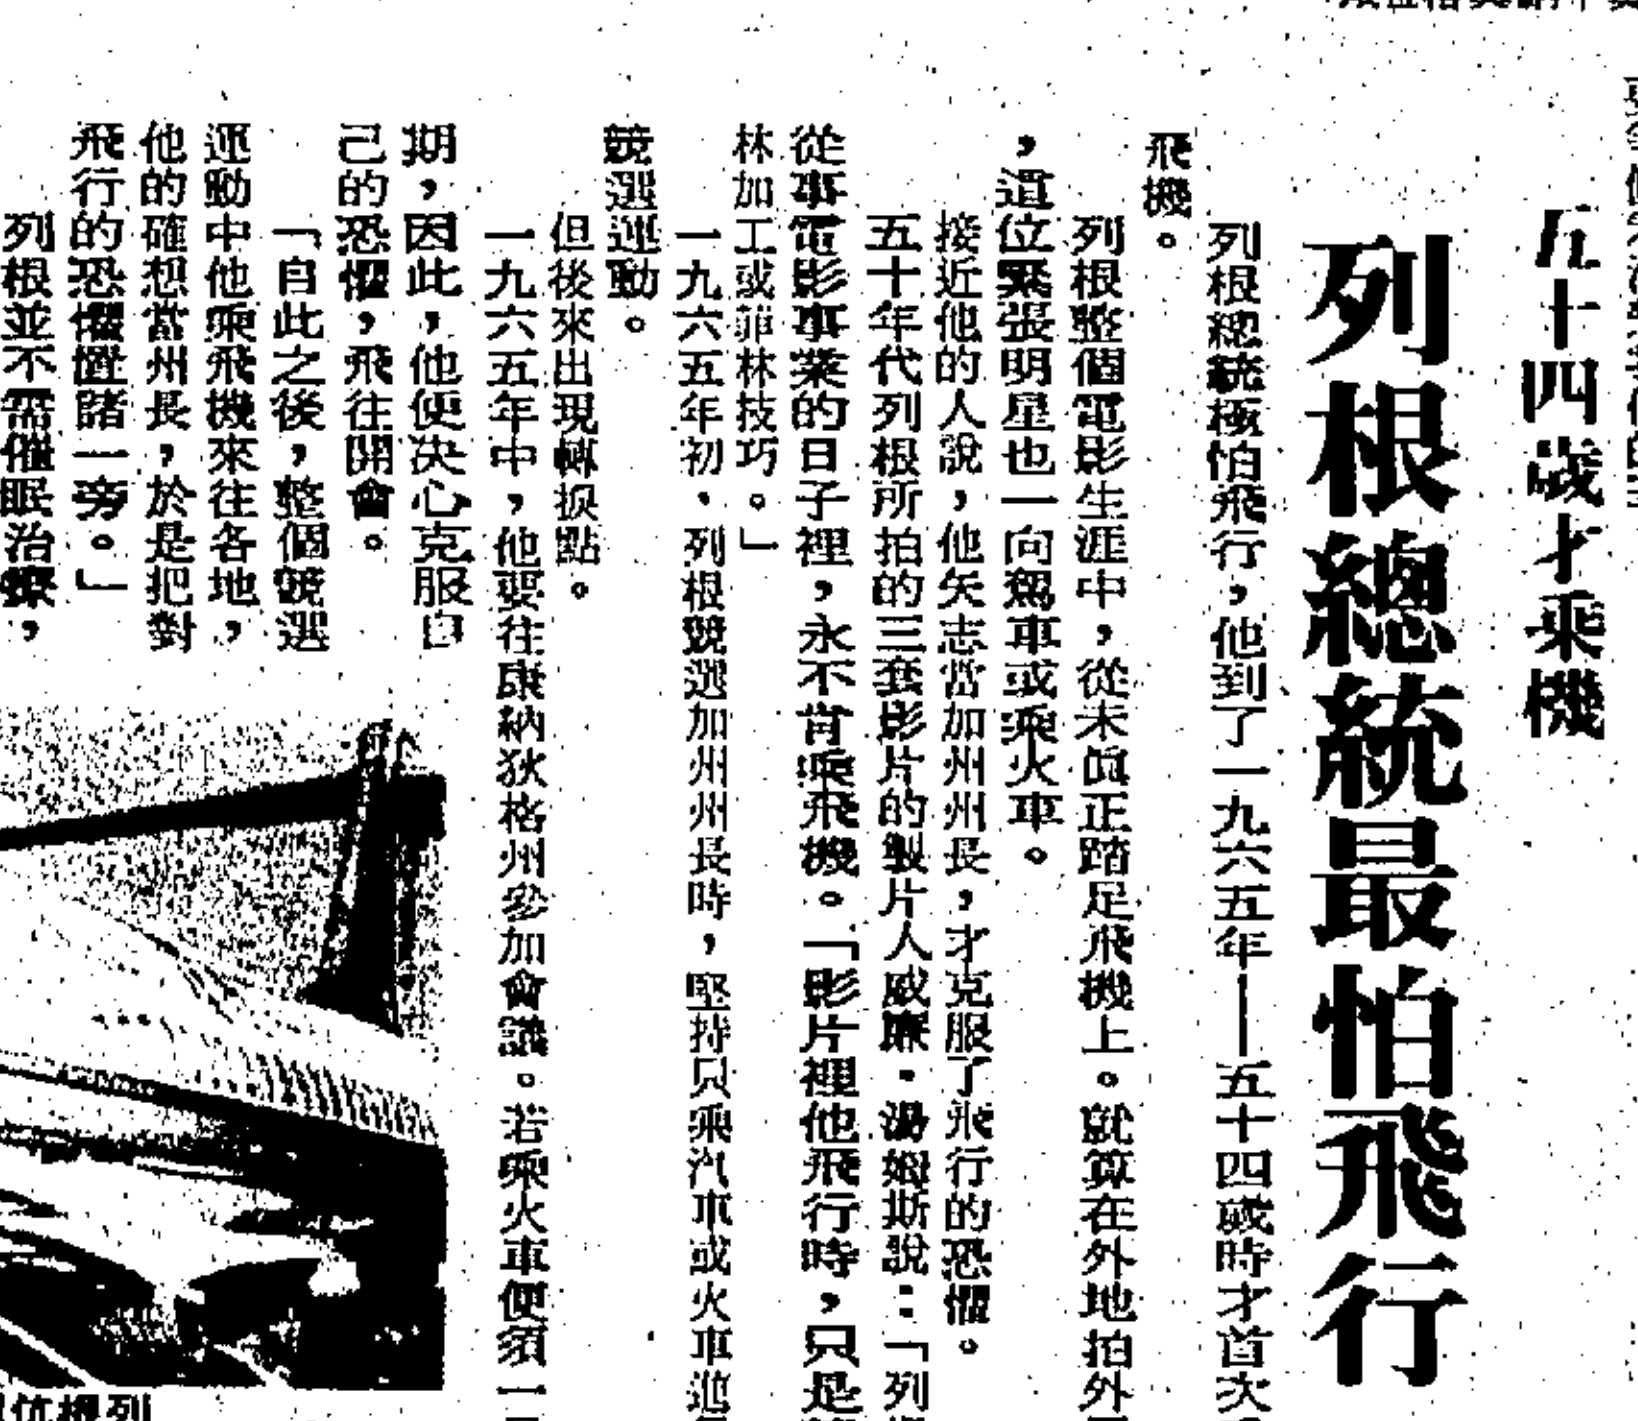 五十四歲才乘機
列根總統最怕飛行
列根總統極怕飛行，他到了一九六五年——五十四歲時才首次
飛機。
列根整個電影生涯中，從未眞正踏足飛機上。就算在外地拍外
，這位緊張明星也一向駕車或乘火車。
接近他的人說，他矢志當加州州長，才克服了飛行的恐懼。
五十年代列根所拍的三套影片的製片人威廉·湯姆斯說：「列
從事電影事業的日子裡，永不肯乘飛機。「影片裡他飛行時，只是
林加工或菲林技巧。」
一九六五年初，列根競選加州州長時，堅持只乘汽車或火車進
競選運動。
但後來出現轉捩點。
一九六五年中，他要往康納狄格州參加會議。若乘火車便須一
期，因此，他便决心克服自
己的恐懼，飛往開會。
「自此之後，整個競選
運動中他乘飛機來往各地，
他的確想當州長，於是把對
飛行的恐懼置諸一旁。」
列根並不需催眠治療，
列根